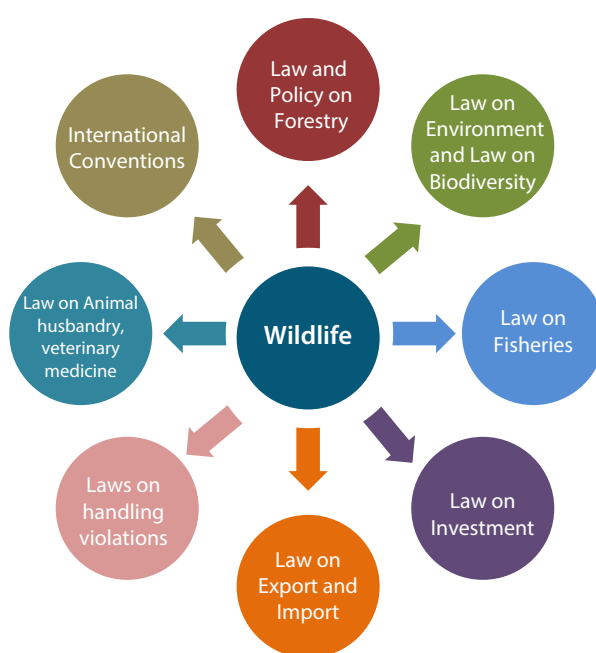 Law and
Policy on
Forestry
Law on
Environment
and Law on
Biodiversity
Law on
Fisheries
Law on
Investment
Law on
Export and
Import
Laws on
handling
violations
Law on Animal
husbandry,
veterinary
medicine
International
Conventions
Wildlife